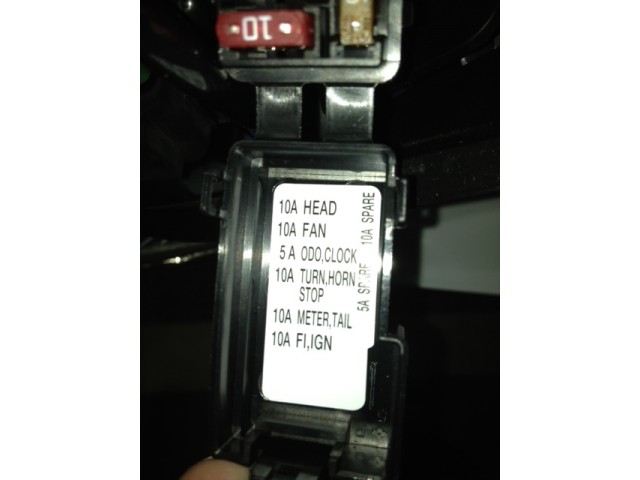 10
10A HEAD
10A FAN
5 A ODO,CLOCK
10A TURN,HORN
STOP
10A METER,TAIL
10A FI,IGN
10A SPARE
5A SPARE